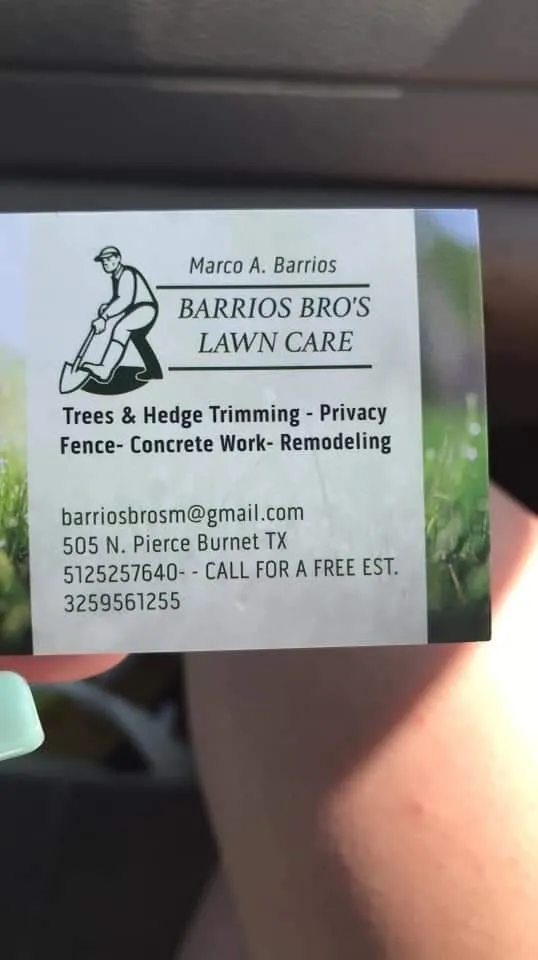 Marco A. Barrios
BARRIOS BRO'S
LAWN CARE
Trees & Hedge Trimming - Privacy
Fence- Concrete Work- Remodeling
barriosbrosm@gmail.com
505 N. Pierce Burnet TX
5125257640- - CALL FOR A FREE EST.
3259561255